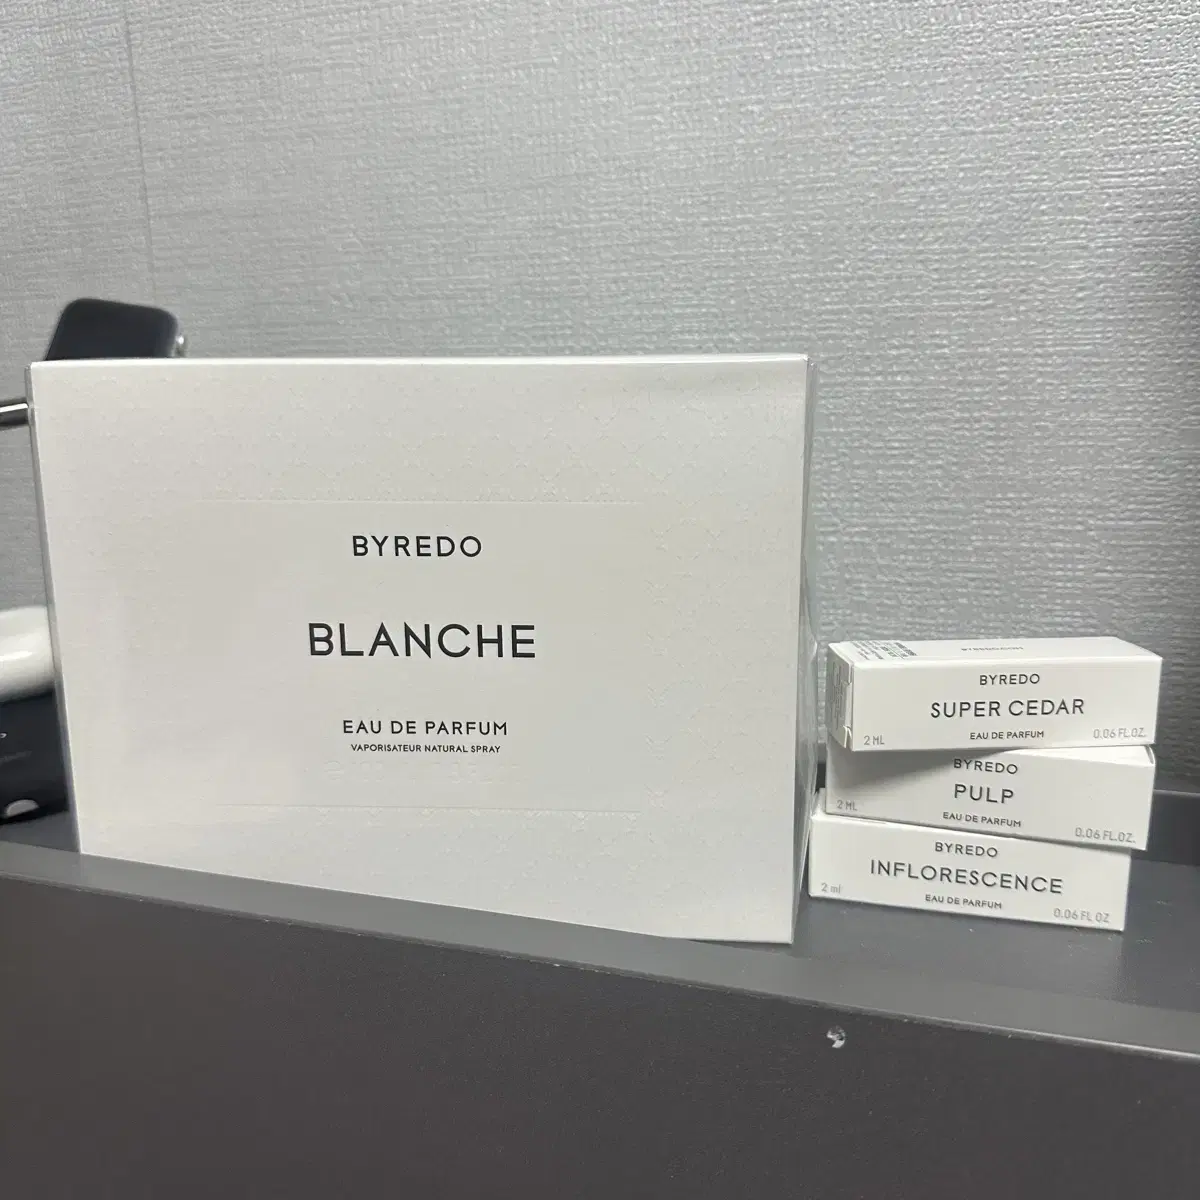 BYREDO
BLANCHE
EAU DE PARFUM
VAPORISATEUR NATURAL SPRAY
BYREDO
SUPER CEDAR
2 ML
EAU DE PARFUM
0.06 FL.OZ.
BYREDO
PULP
2 ML
EAU DE PARFUM
0.06 FL.OZ.
BYREDO
INFLORESCENCE
2 ml
EAU DE PARFUM
0.06 FL OZ